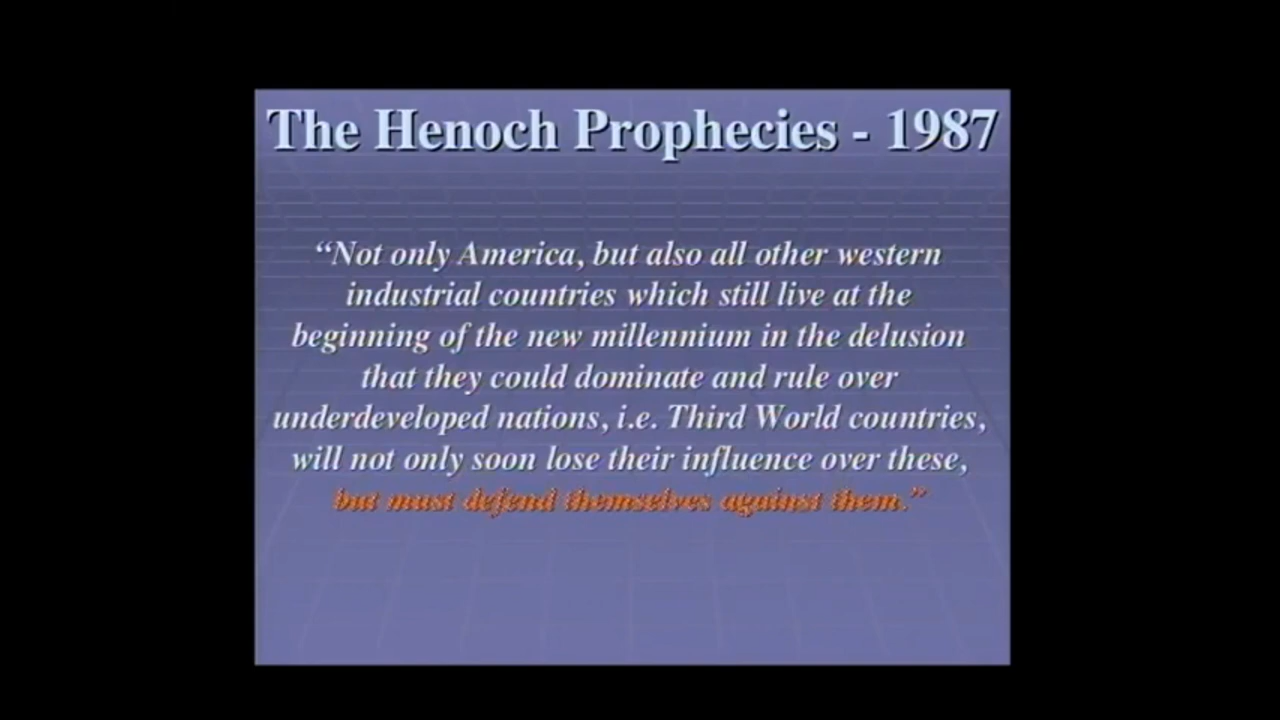 The Henoch Prophecies - 1987
“Not only America, but also all other western
industrial countries which still live at the
beginning of the new millennium in the delusion
that they could dominate and rule over
underdeveloped nations, i.e. Third World countries,
will not only soon lose their influence over these,
but must defend themselves against them.”